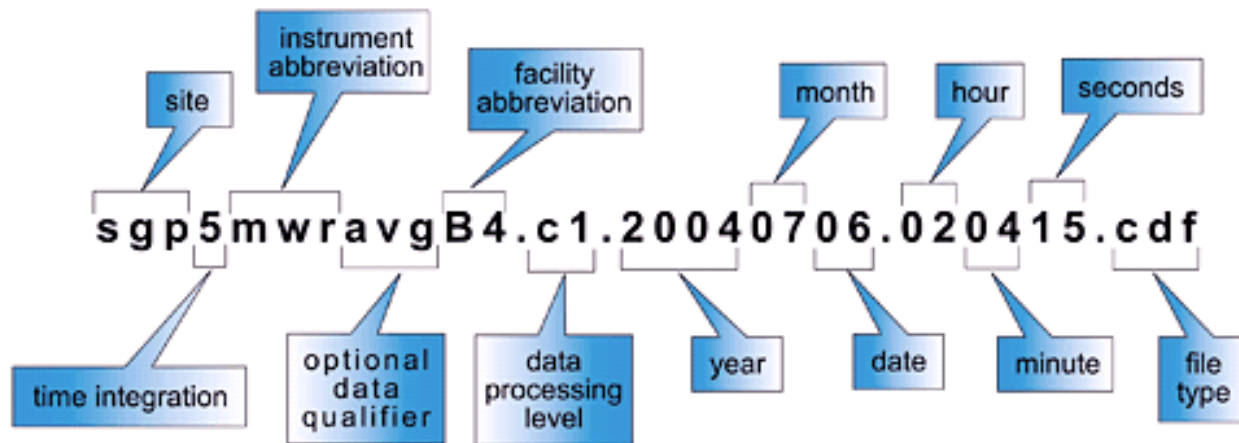 instrument
abbreviation
facility
abbreviation
site
month
hour
seconds
sgp5mwravgB4.c1.20040706.020415.cdf
time integration
optional
data
qualifier
data
processing
level
year
date
minute
file
type